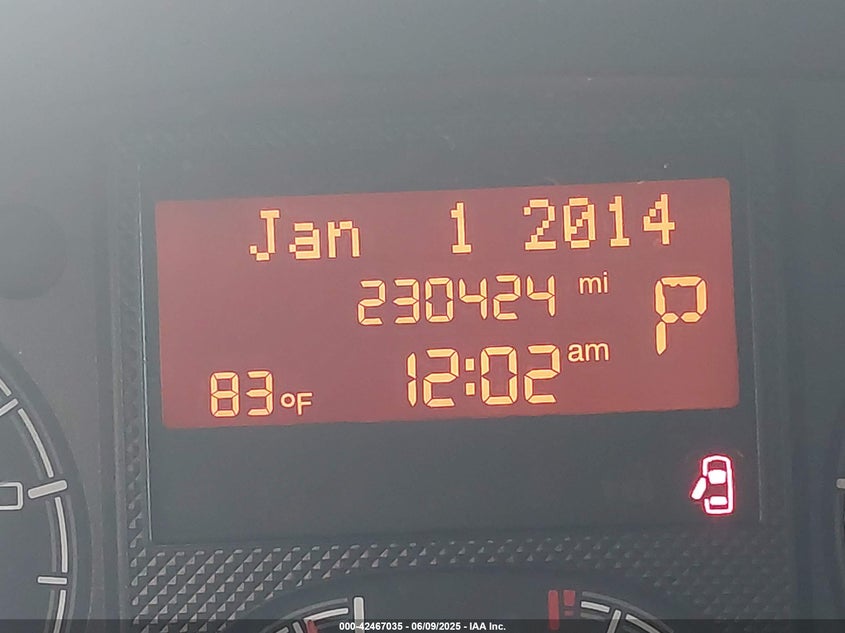 Jan 1 2014
230424 mi
P
83°F 12:02 am
000-42467035 - 06/09/2025 - IAA Inc.